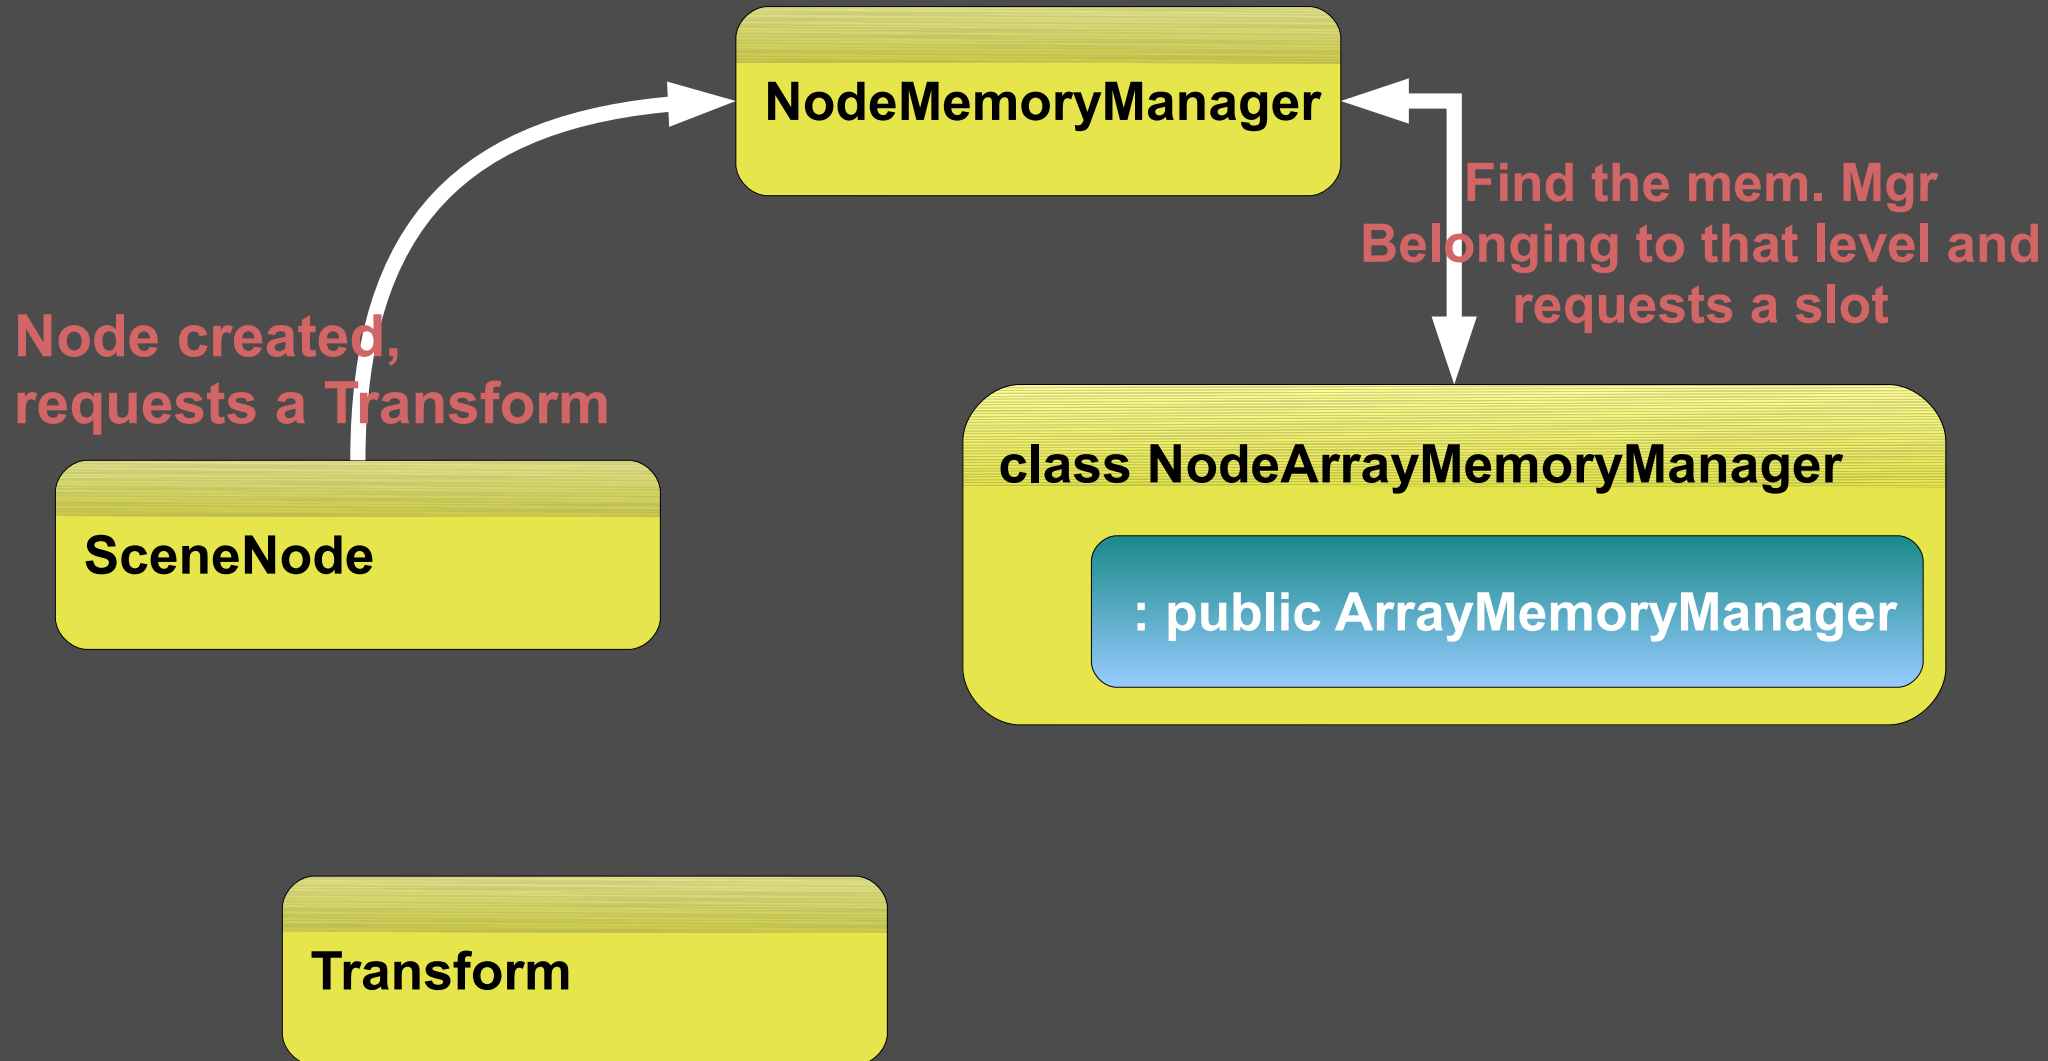 NodeMemoryManager
Find the mem. Mgr
Belonging to that level and
requests a slot
Node created,
requests a Transform
class NodeArrayMemoryManager
SceneNode
: public ArrayMemoryManager
Transform